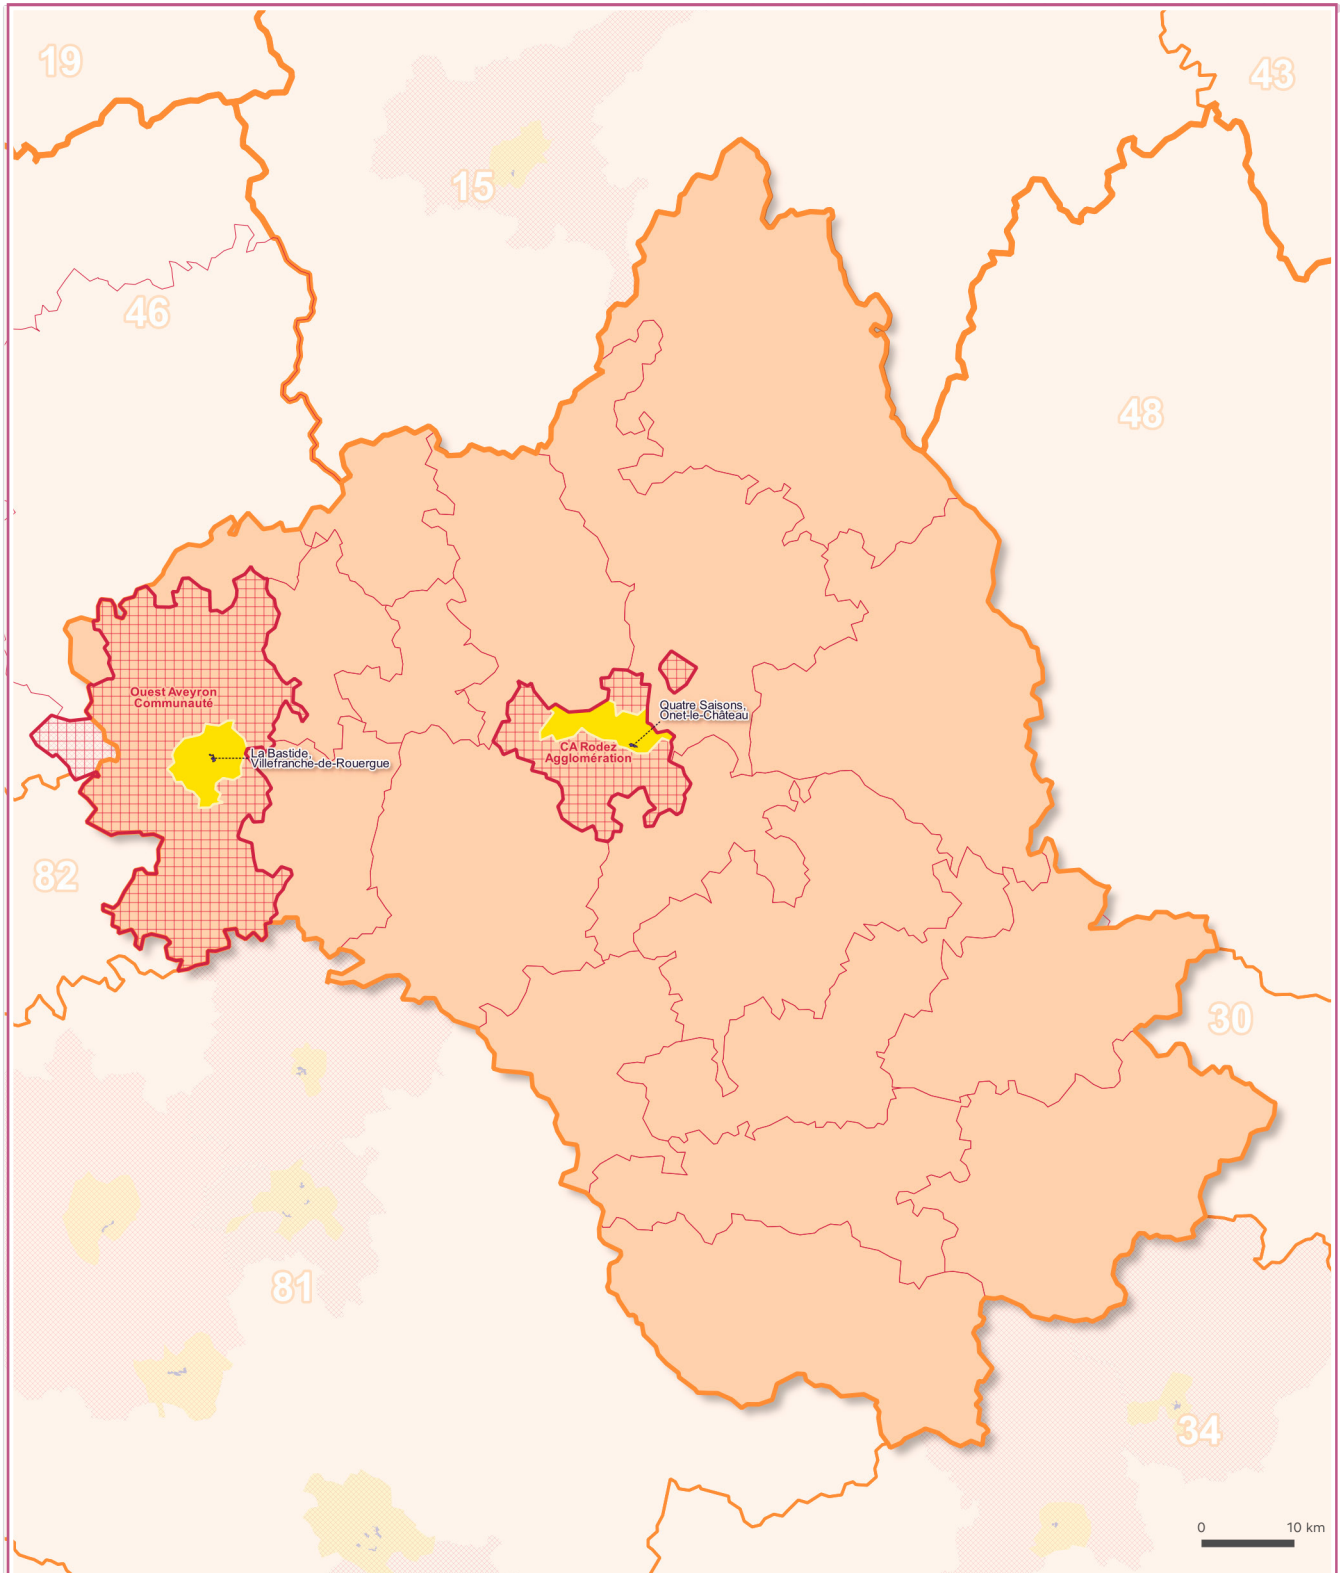 19
43
15
46
48
Ouest Aveyron
Communauté
Quatre Saisons,
Onet-le-Château
CA Rodez
Agglomération
La Bastide,
Villefranche-de-Rouergue
82
30
81
34
0 10 km